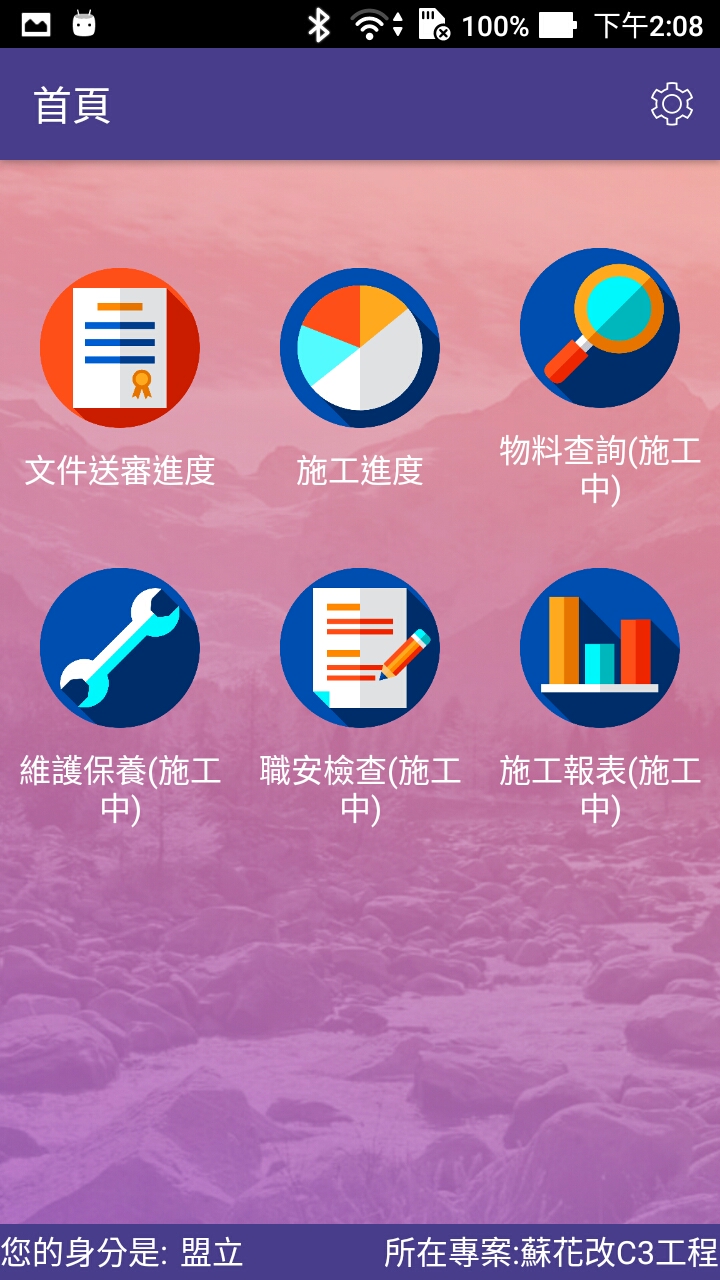 100% 下午2:08
首頁
文件送審進度
施工進度
物料查詢(施工
中)
維護保養(施工
中)
職安檢查(施工
中)
施工報表(施工
中)
您的身分是: 盟立
所在專案:蘇花改C3工程